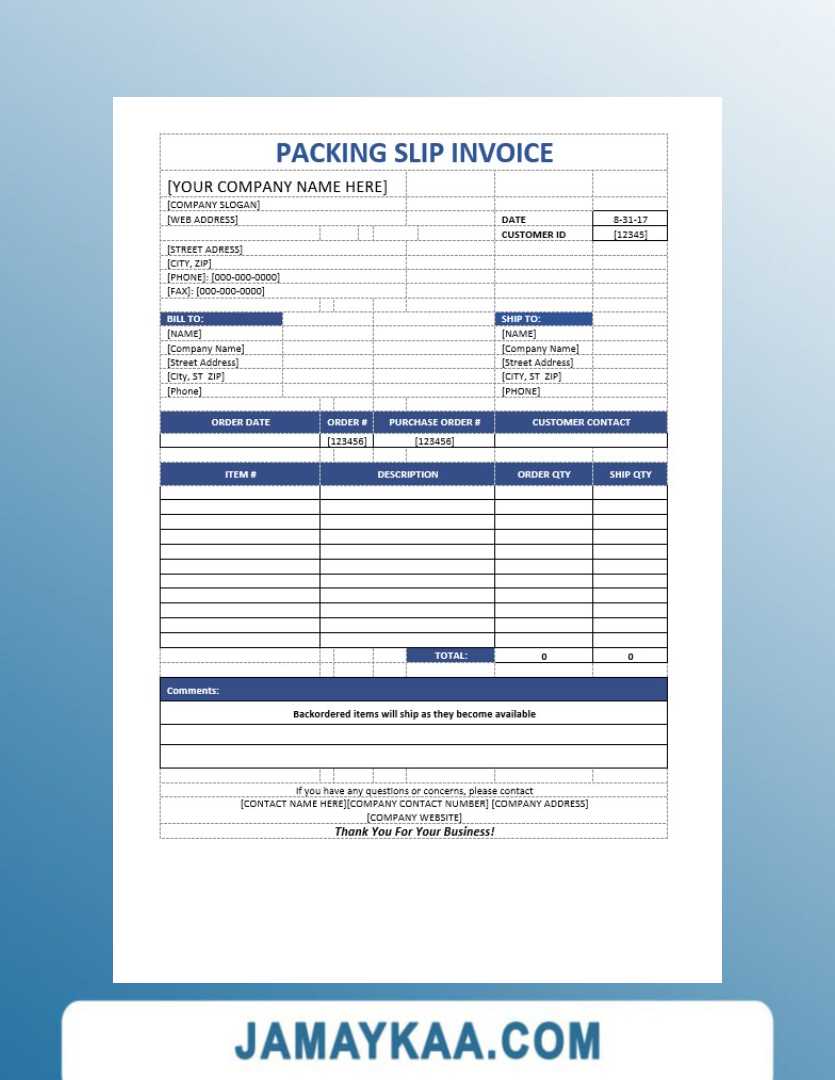 PACKING SLIP INVOICE
[YOUR COMPANY NAME HERE]
[COMPANY SLOGAN]
[WEB ADDRESS] DATE 8-31-17
CUSTOMER ID [12345]
[STREET ADRESS]
[CITY, ZIP]
[PHONE]: [000-000-0000]
[FAX]: [000-000-0000]
BILL TO: SHIP TO:
[NAME] [NAME]
[Company Name] [Company Name]
[Street Address] [Street Address]
[City, ST ZIP] [CITY, ST ZIP]
[Phone] [PHONE]
ORDER DATE ORDER # PURCHASE ORDER # CUSTOMER CONTACT
[123456] [123456]
ITEM # DESCRIPTION ORDER QTY SHIP QTY
TOTAL: 0 0
Comments:
Backordered items will ship as they become available
If you have any questions or concerns, please contact
[CONTACT NAME HERE][COMPANY CONTACT NUMBER] [COMPANY ADDRESS]
[COMPANY WEBSITE]
Thank You For Your Business!
JAMAYKAA.COM